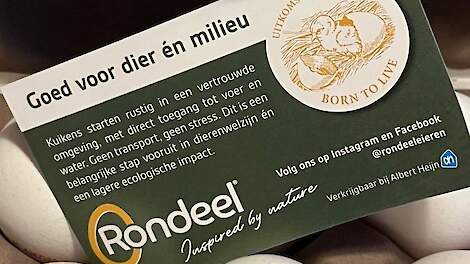 Goed voor dier én milieu
Kuikens starten rustig in een vertrouwde
omgeving, met direct toegang tot voer en
water. Geen transport, geen stress. Dit is een
belangrijke stap vooruit in dierenwelzijn én
een lagere ecologische impact.
BORN TO LIVE
Volg ons op Instagram en Facebook
@rondeeleieren
Rondeel
Inspired by nature
Verkrijgbaar bij Albert Heijn
ah